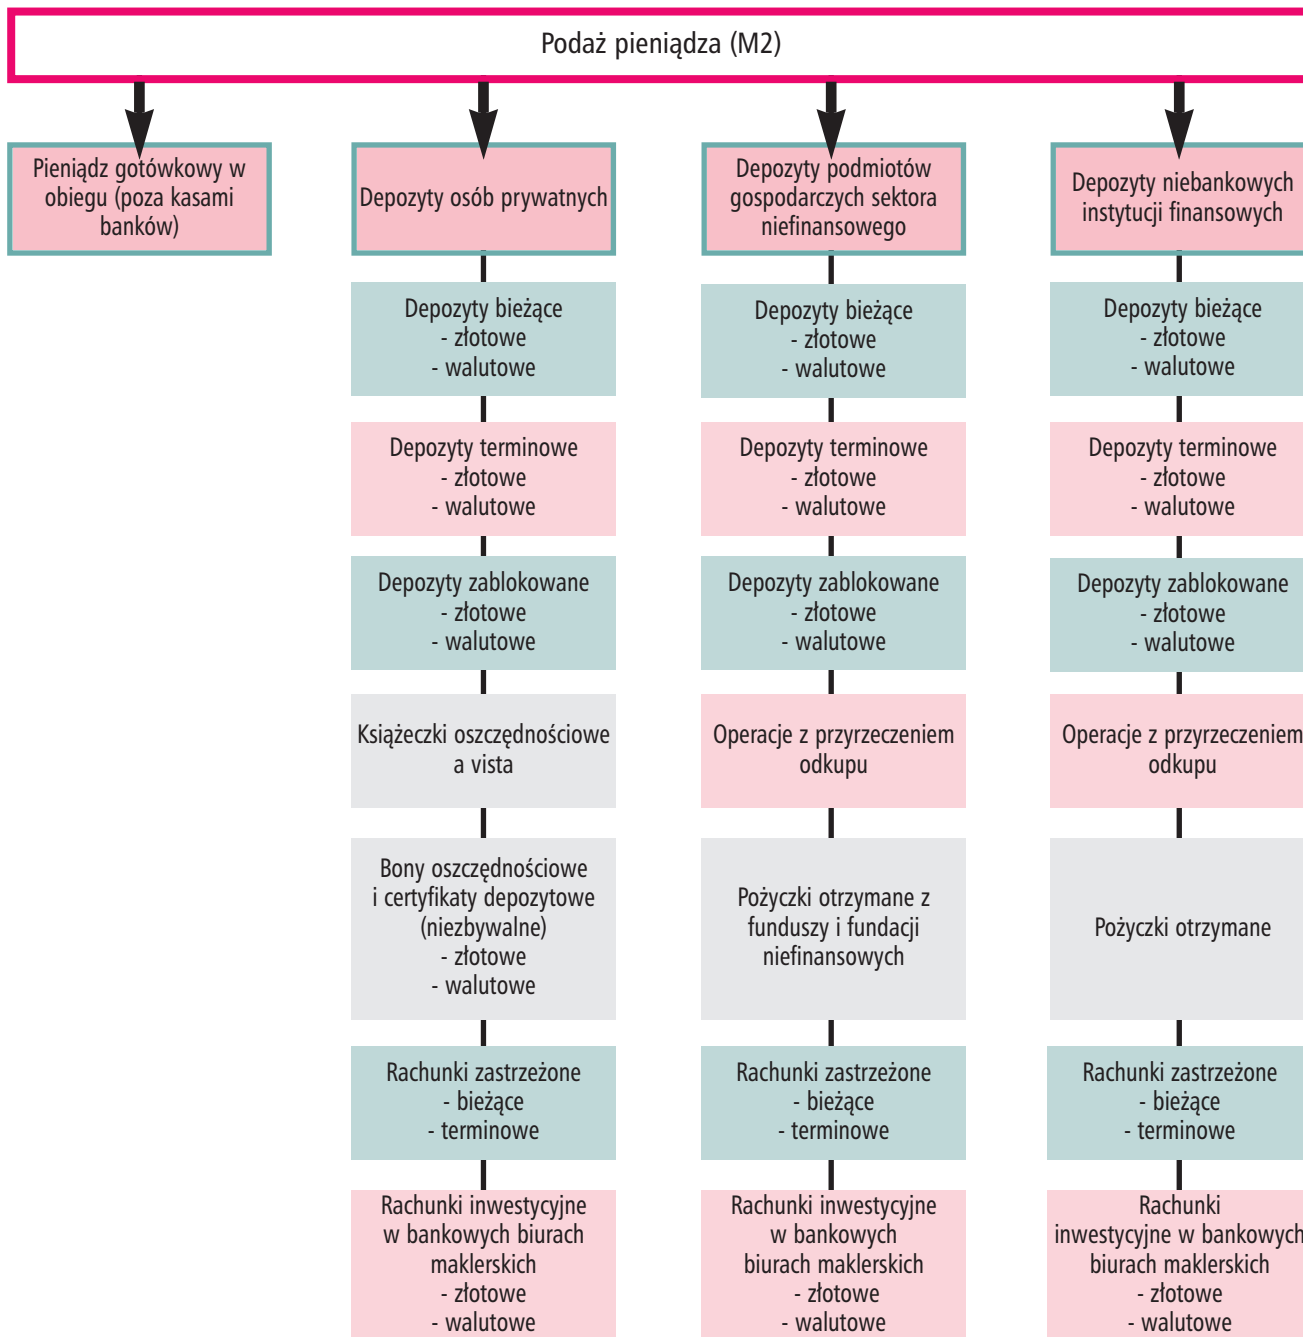 Podaż pieniądza (M2)
Pieniądz gotówkowy w
obiegu (poza kasami
banków)
Depozyty osób prywatnych
Depozyty podmiotów
gospodarczych sektora
niefinansowego
Depozyty niebankowych
instytucji finansowych
Depozyty bieżące
- złotowe
- walutowe
Depozyty bieżące
- złotowe
- walutowe
Depozyty bieżące
- złotowe
- walutowe
Depozyty terminowe
- złotowe
- walutowe
Depozyty terminowe
- złotowe
- walutowe
Depozyty terminowe
- złotowe
- walutowe
Depozyty zablokowane
- złotowe
- walutowe
Depozyty zablokowane
- złotowe
- walutowe
Depozyty zablokowane
- złotowe
- walutowe
Książeczki oszczędnościowe
a vista
Operacje z przyrzeczeniem
odkupu
Operacje z przyrzeczeniem
odkupu
Bony oszczędnościowe
i certyfikaty depozytowe
(niezbywalne)
- złotowe
- walutowe
Pożyczki otrzymane z
funduszy i fundacji
niefinansowych
Pożyczki otrzymane
Rachunki zastrzeżone
- bieżące
- terminowe
Rachunki zastrzeżone
- bieżące
- terminowe
Rachunki zastrzeżone
- bieżące
- terminowe
Rachunki inwestycyjne
w bankowych biurach
maklerskich
- złotowe
- walutowe
Rachunki inwestycyjne
w bankowych
biurach maklerskich
- złotowe
- walutowe
Rachunki
inwestycyjne w bankowych
biurach maklerskich
- złotowe
- walutowe